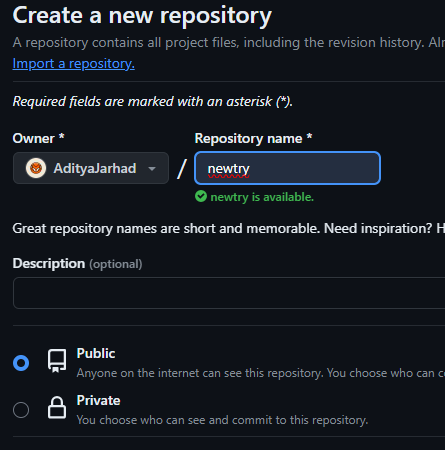 Create a new repository
A repository contains all project files, including the revision history.
Import a repository.
Required fields are marked with an asterisk (*).
Owner * Repository name *
AdityaJarhad / newtry
newtry is available.
Great repository names are short and memorable. Need inspiration?
Description (optional)
Public
Anyone on the internet can see this repository. You choose who can
Private
You choose who can see and commit to this repository.